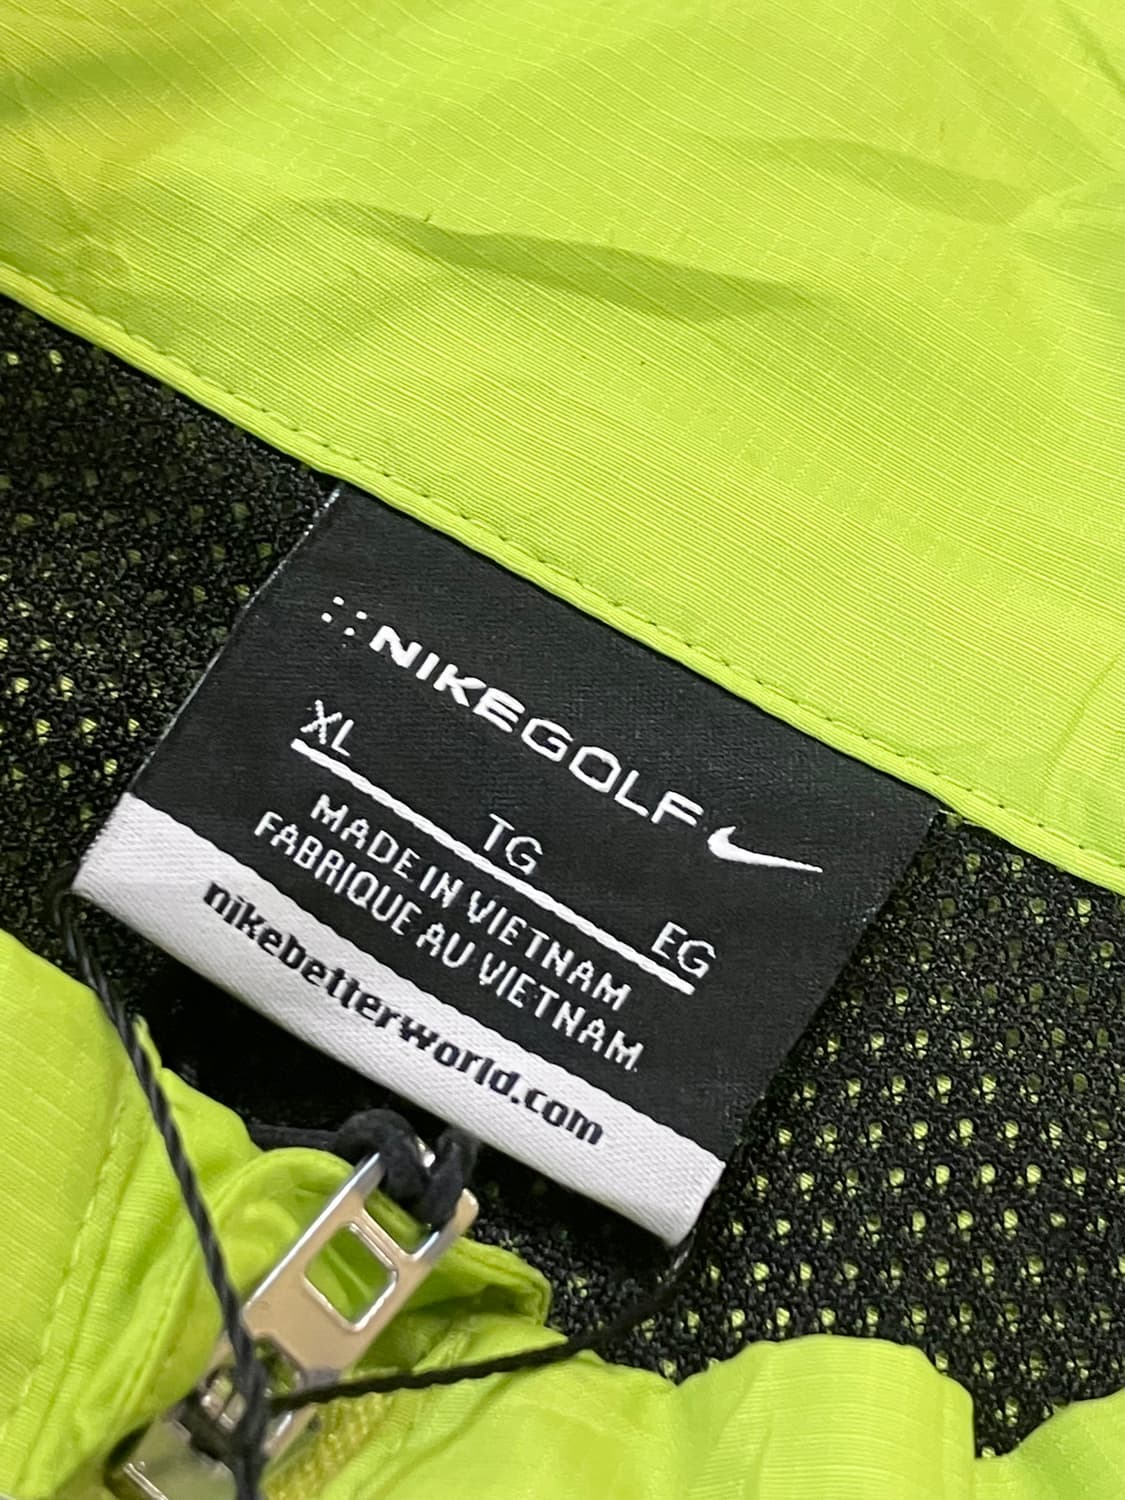 NIKEGOLF
XL TG EG
MADE IN VIETNAM
FABRIQUE AU VIETNAM
nikebetterworld.com